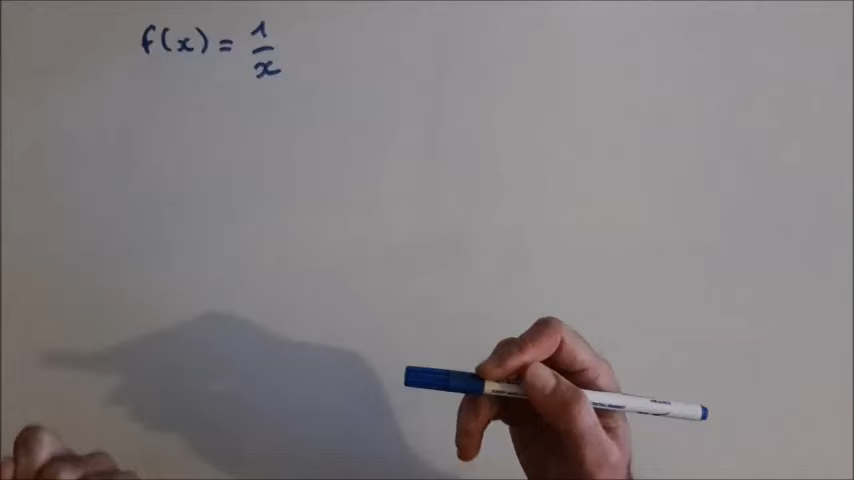 f(x) = 1/x